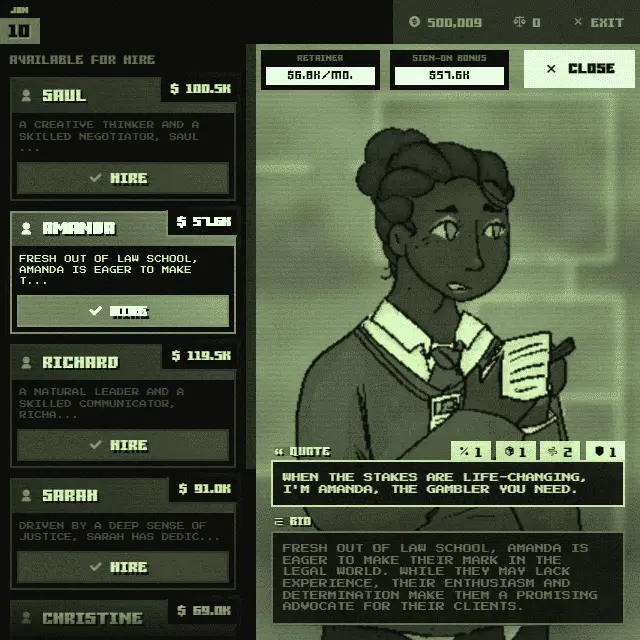 JAN
10
500,009
0
× EXIT
AVAILABLE FOR HIRE
SAUL
$ 100.5K
A CREATIVE THINKER AND A
SKILLED NEGOTIATOR, SAUL
...
HIRE
AMANDA
$ 57.6K
FRESH OUT OF LAW SCHOOL,
AMANDA IS EAGER TO MAKE
T...
HIRE
RICHARD
$ 119.5K
A NATURAL LEADER AND A
SKILLED COMMUNICATOR,
RICHA...
HIRE
SARAH
$ 91.0K
DRIVEN BY A DEEP SENSE OF
JUSTICE, SARAH HAS DEDIC...
HIRE
CHRISTINE
$ 69.0K
RETAINER
$6.8K/MO.
SIGN-ON BONUS
$57.6K
× CLOSE
QUOTE
1
1
2
1
WHEN THE STAKES ARE LIFE-CHANGING,
I'M AMANDA, THE GAMBLER YOU NEED.
BIO
FRESH OUT OF LAW SCHOOL, AMANDA IS
EAGER TO MAKE THEIR MARK IN THE
LEGAL WORLD. WHILE THEY MAY LACK
EXPERIENCE, THEIR ENTHUSIASM AND
DETERMINATION MAKE THEM A PROMISING
ADVOCATE FOR THEIR CLIENTS.